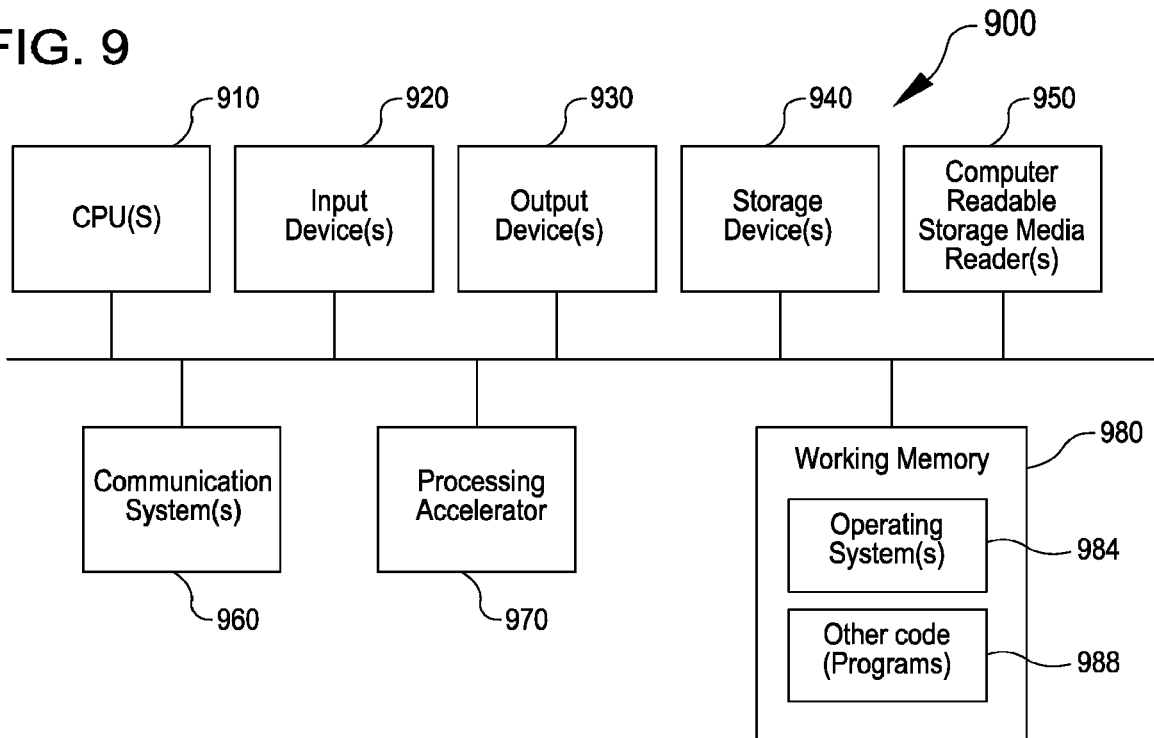 FIG. 9
900
910
920
930
940
950
CPU(S)
Input
Device(s)
Output
Device(s)
Storage
Device(s)
Computer
Readable
Storage Media
Reader(s)
Communication
System(s)
960
Processing
Accelerator
970
Working Memory
980
Operating
System(s)
984
Other code
(Programs)
988